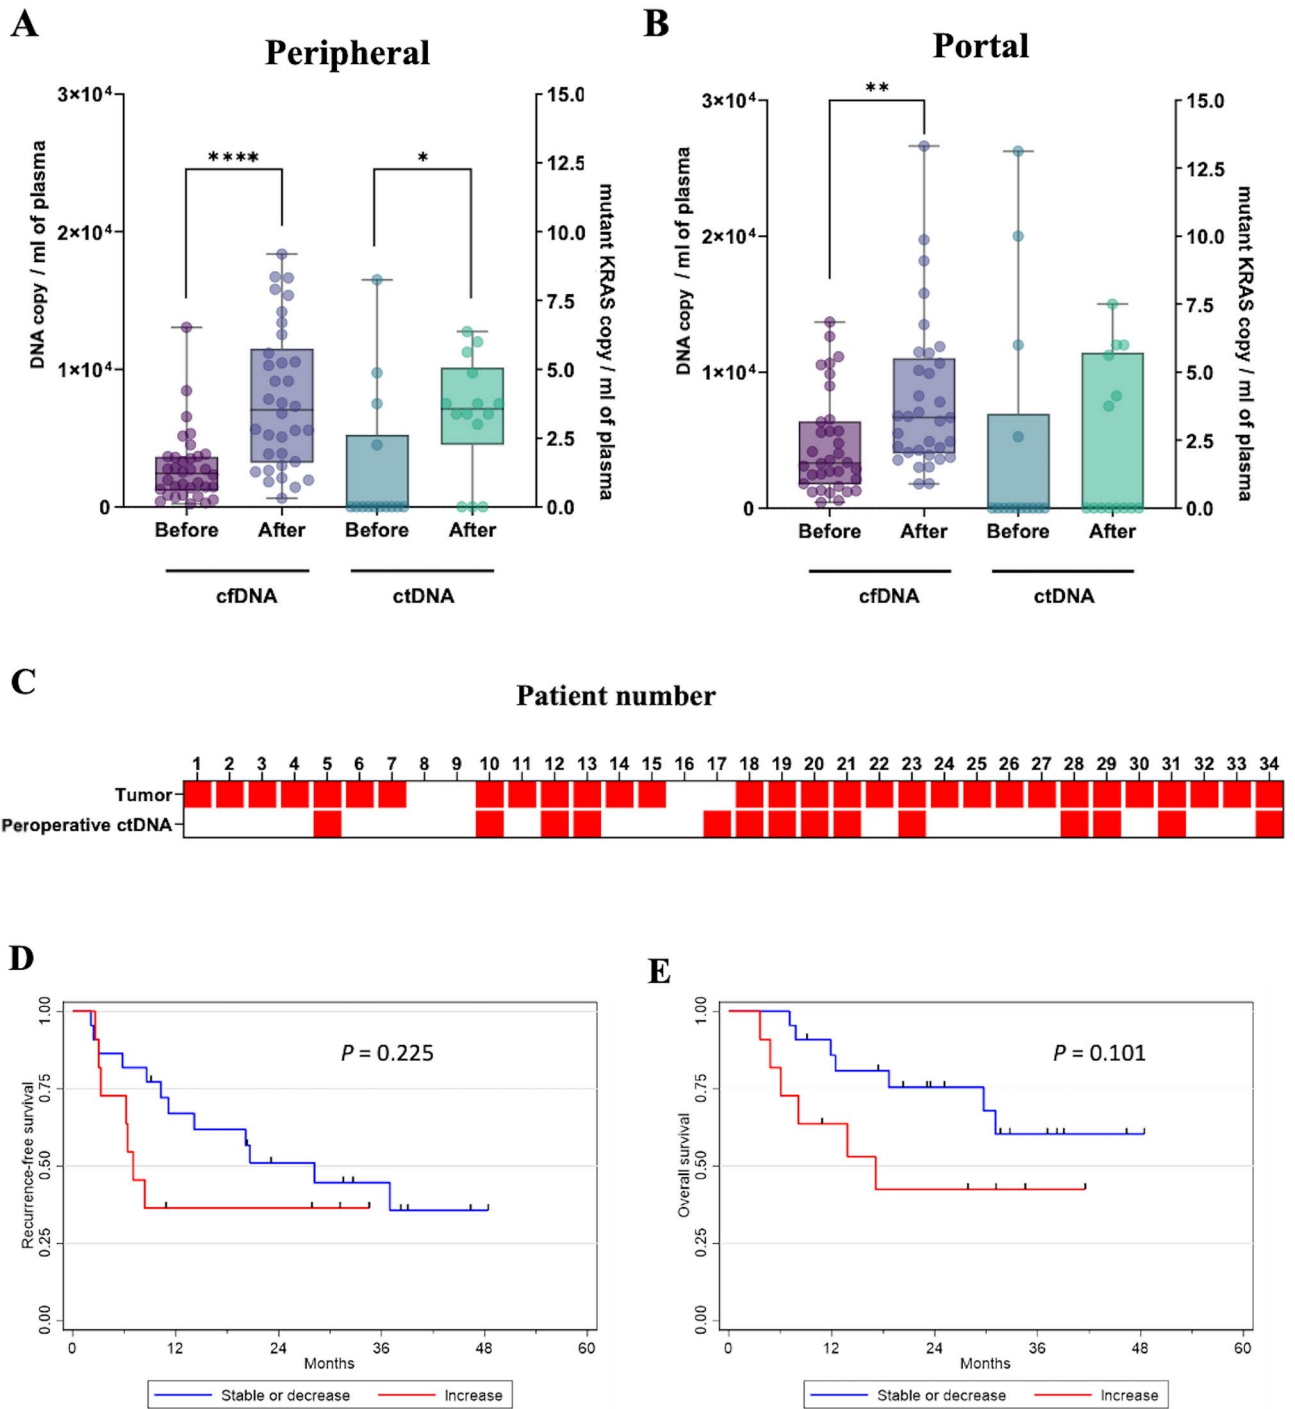 A
Peripheral
3×10⁴
2×10⁴
1×10⁴
0
DNA copy / ml of plasma
15.0
12.5
10.0
7.5
5.0
2.5
0.0
mutant KRAS copy / ml of plasma
****
*
Before After Before After
cfDNA ctDNA
B
Portal
3×10⁴
2×10⁴
1×10⁴
0
DNA copy / ml of plasma
15.0
12.5
10.0
7.5
5.0
2.5
0.0
mutant KRAS copy / ml of plasma
**
Before After Before After
cfDNA ctDNA
C
Patient number
1 2 3 4 5 6 7 8 9 10 11 12 13 14 15 16 17 18 19 20 21 22 23 24 25 26 27 28 29 30 31 32 33 34
Tumor
Peroperative ctDNA
D
Recurrence-free survival
1.00
0.75
0.50
0.25
0.00
P = 0.225
0 12 24 36 48 60
Months
Stable or decrease Increase
E
Overall survival
1.00
0.75
0.50
0.25
0.00
P = 0.101
0 12 24 36 48 60
Months
Stable or decrease Increase